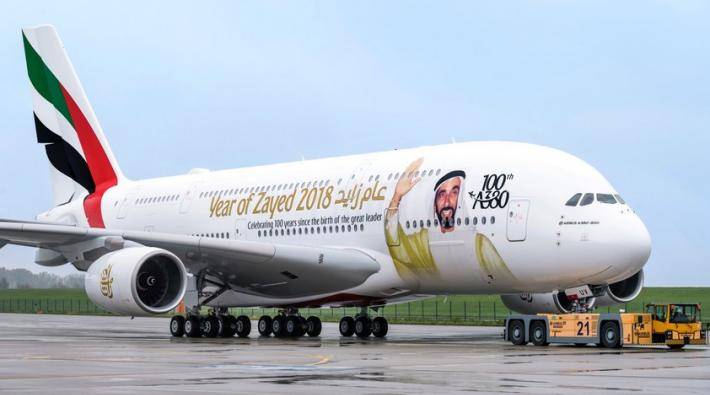 Year of Zayed 2018 عام زايد
Celebrating 100 years since the birth of the great leader
100th
A380
UV
21